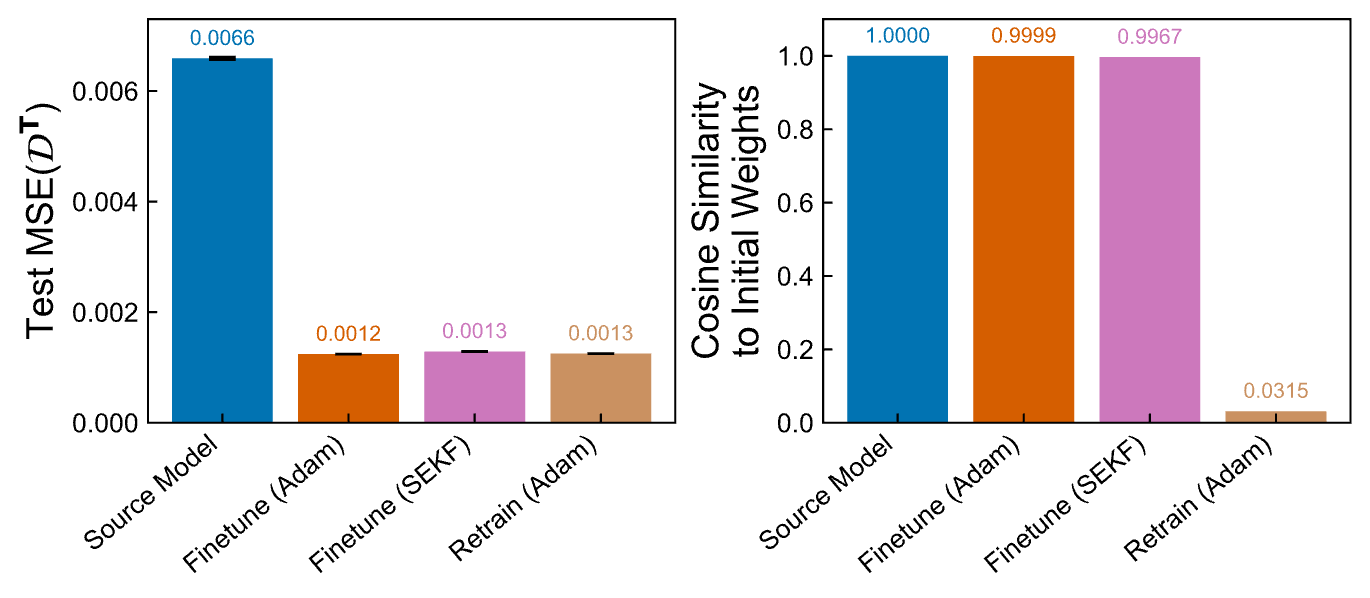 Test MSE(𝒟ᵀ)
0.006
0.004
0.002
0.000
0.0066
0.0012
0.0013
0.0013
Source Model
Finetune (Adam)
Finetune (SEKF)
Retrain (Adam)
Cosine Similarity
to Initial Weights
1.0
0.8
0.6
0.4
0.2
0.0
1.0000
0.9999
0.9967
0.0315
Source Model
Finetune (Adam)
Finetune (SEKF)
Retrain (Adam)